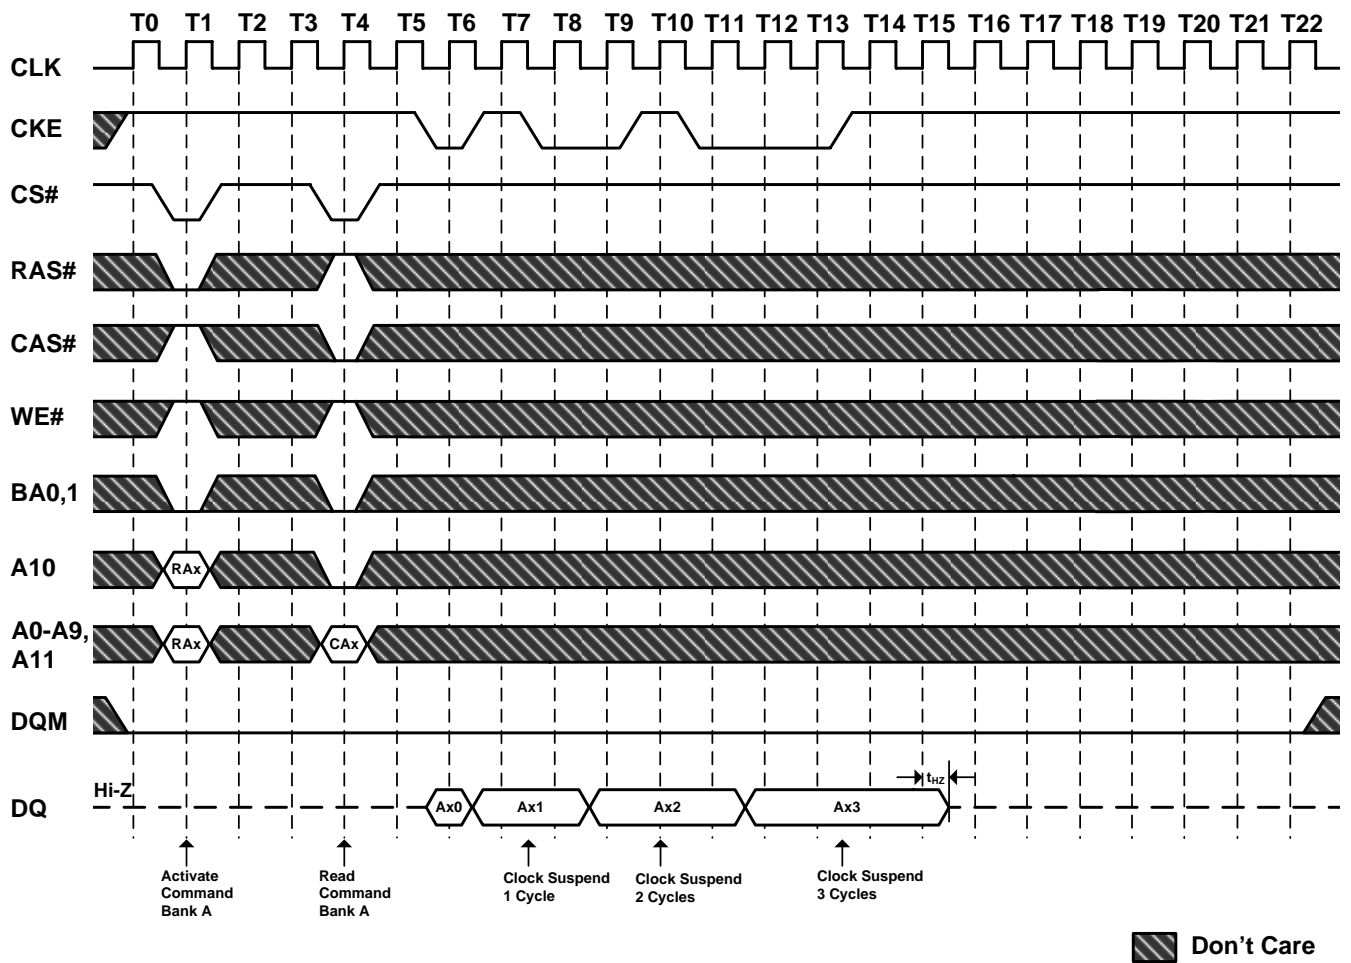 T0 T1 T2 T3 T4 T5 T6 T7 T8 T9 T10 T11 T12 T13 T14 T15 T16 T17 T18 T19 T20 T21 T22
CLK
CKE
CS#
RAS#
CAS#
WE#
BA0,1
A10
RAx
A0-A9,
A11
RAx
CAx
DQM
tHZ
Hi-Z
DQ
Ax0
Ax1
Ax2
Ax3
Activate
Command
Bank A
Read
Command
Bank A
Clock Suspend
1 Cycle
Clock Suspend
2 Cycles
Clock Suspend
3 Cycles
Don't Care